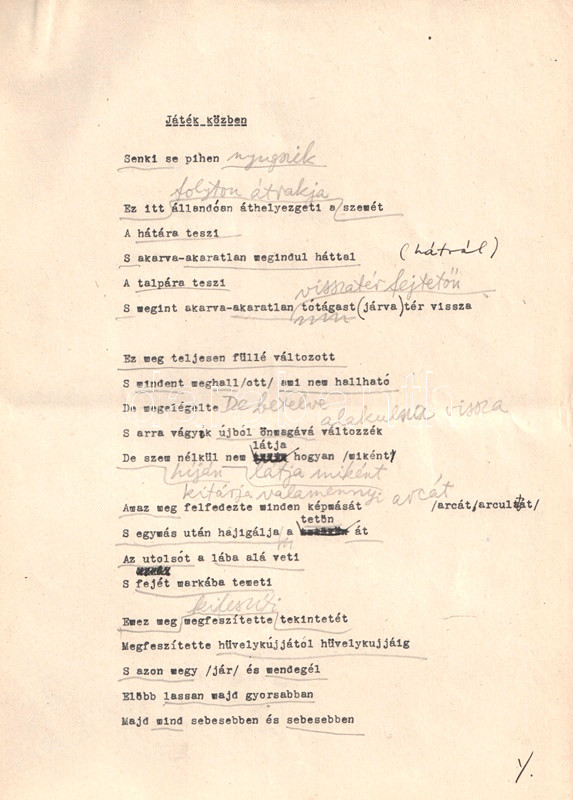 Játék közben
Senki se pihen nyugszik
folyton átrakja
Ez itt állandóan áthelyezgeti a szemét
A hátára teszi
S akarva-akaratlan megindul háttal (hátrál)
A talpára teszi
visszatér fejtetőn
S megint akarva-akaratlan tótágast(járva)tér vissza
Ez meg teljesen füllé változott
S mindent meghall/ott/ ami nem hallható
De megelégelte De betelve
alakulna vissza
S arra vágyik újból önmagává változzék
látja
De szem nélkül nem hogyan /miként/
híján látja miként
kitárja valamennyi arcát
Amaz meg felfedezte minden képmását /arcát/arculatát/
tetőn
S egymás után hajigálja a át
Az utolsót a lába alá veti
S fejét markába temeti
kifeszíti
Emez meg megfeszítette tekintetét
Megfeszítette hüvelykujjától hüvelykujjáig
S azon megy /jár/ és mendegél
Előbb lassan majd gyorsabban
Majd mind sebesebben és sebesebben
1/.